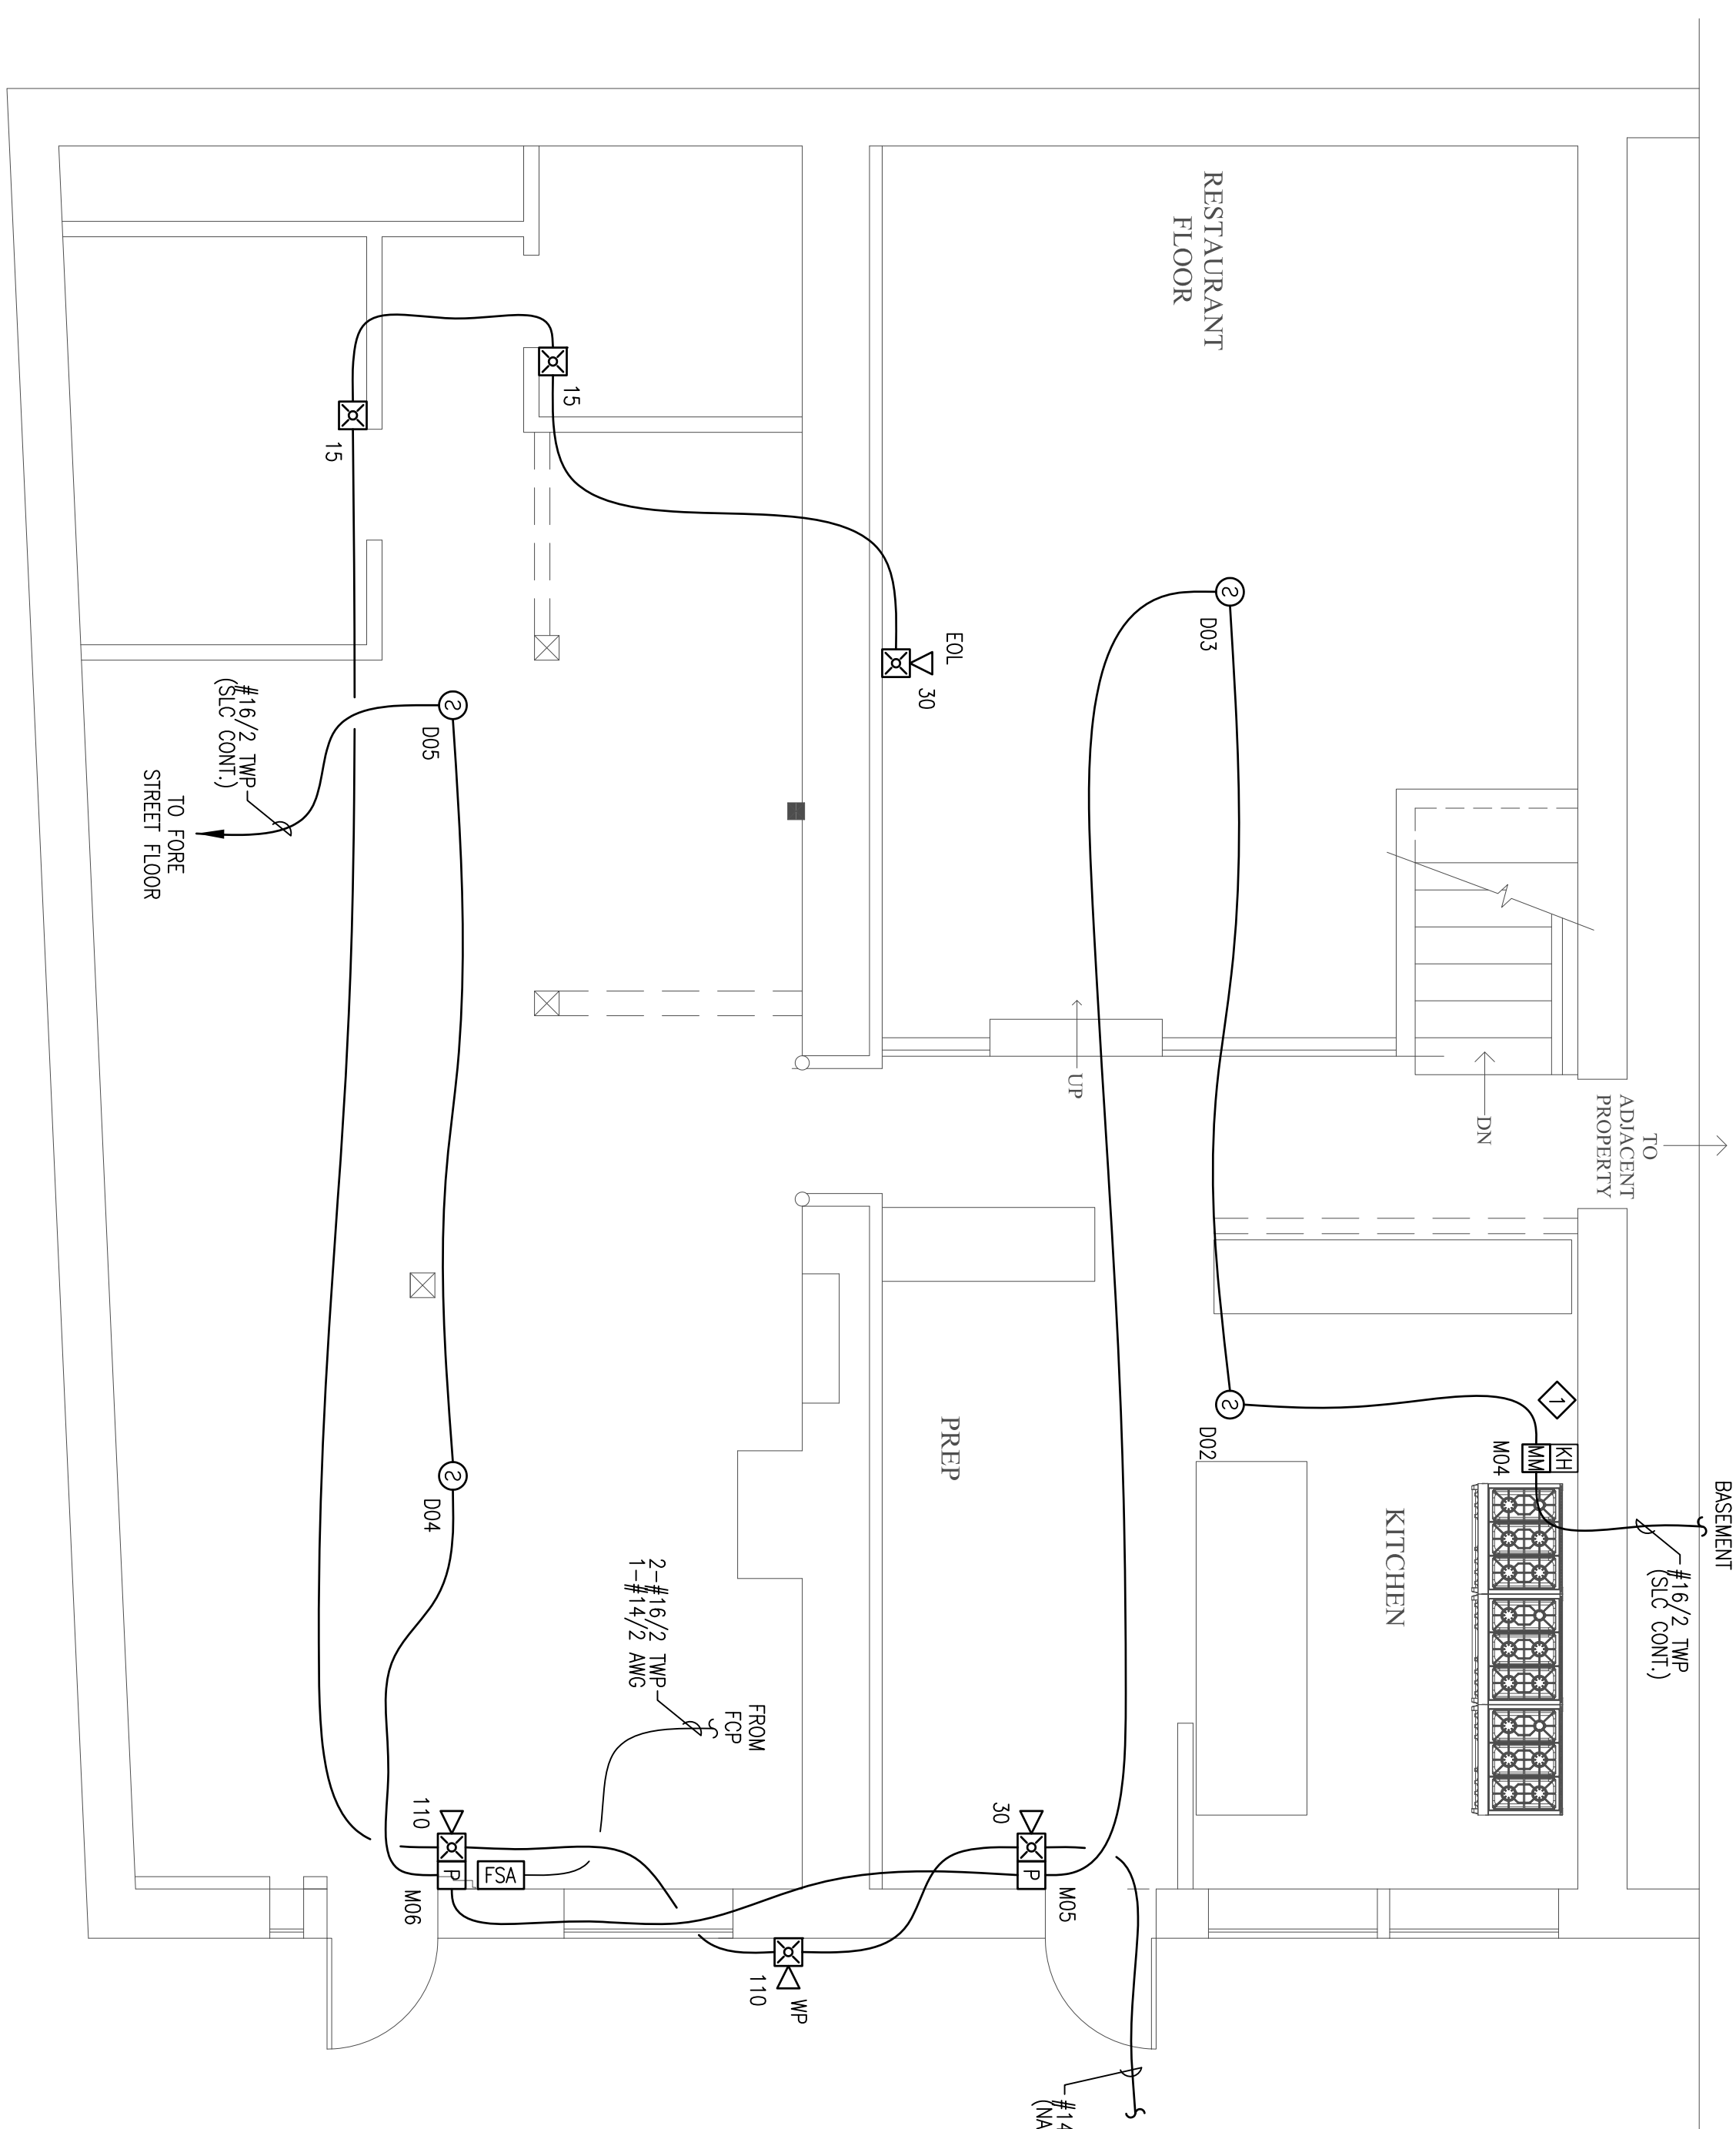 BASEMENT
#16/2 TWP
(SLC CONT.)
TO
ADJACENT
PROPERTY
KH
MM
M04
1
DN
KITCHEN
RESTAURANT
FLOOR
S
D03
S
D02
UP
#14
(NA
M05
P
30
EOL
30
PREP
WP
110
FROM
FCP
2-#16/2 TWP
1-#14/2 AWG
15
FSA
S
D05
S
D04
P
110
M06
15
#16/2 TWP
(SLC CONT.)
TO FORE
STREET FLOOR